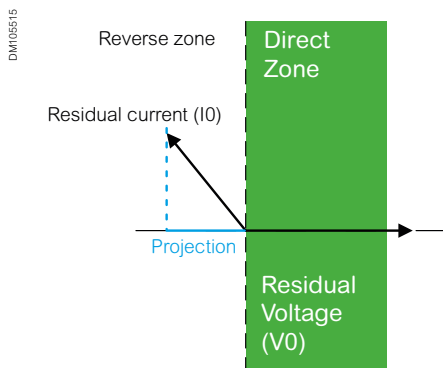 DM105515
Reverse zone
Direct
Zone
Residual current (I0)
Projection
Residual
Voltage
(V0)